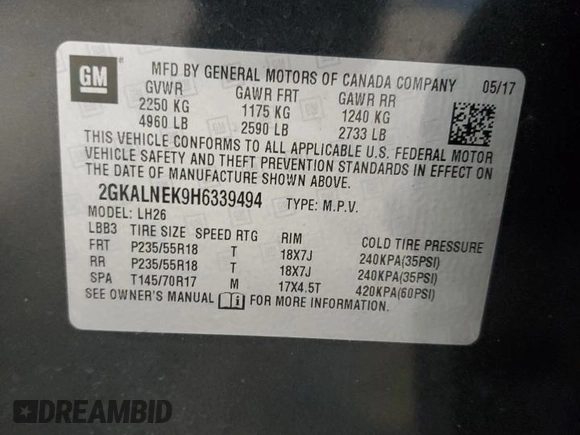 GM
MFD BY GENERAL MOTORS OF CANADA COMPANY
GVWR GAWR FRT GAWR RR 05/17
2250 KG 1175 KG 1240 KG
4960 LB 2590 LB 2733 LB
THIS VEHICLE CONFORMS TO ALL APPLICABLE U.S. FEDERAL MOTOR
VEHICLE SAFETY AND THEFT PREVENTION STANDARDS IN EFFECT ON
THE DATE OF MANUFACTURE SHOWN ABOVE.
2GKALNEK9H6339494 TYPE: M.P.V.
MODEL: LH26
LBB3 TIRE SIZE SPEED RTG RIM COLD TIRE PRESSURE
FRT P235/55R18 T 18X7J 240KPA(35PSI)
RR P235/55R18 T 18X7J 240KPA(35PSI)
SPA T145/70R17 M 17X4.5T 420KPA(60PSI)
SEE OWNER'S MANUAL FOR MORE INFORMATION
DREAMBID